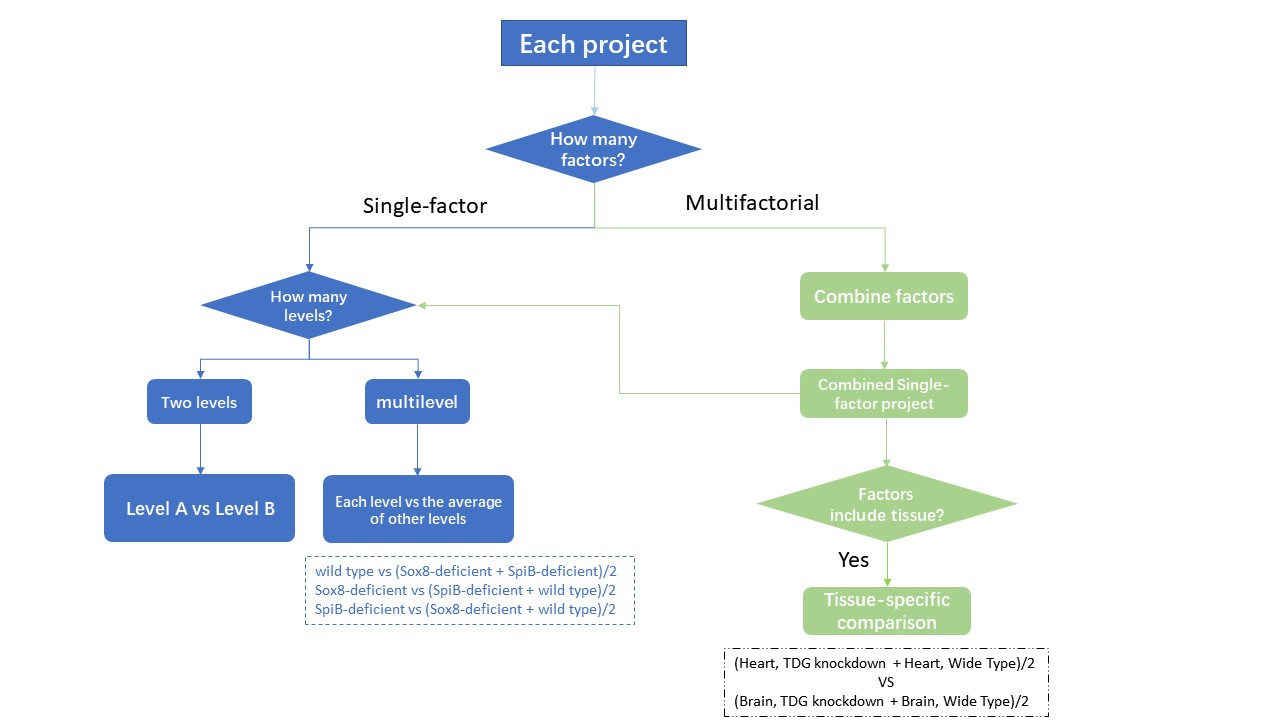 Each project
How many
factors?
Single-factor
Multifactorial
How many
levels?
Combine factors
Two levels
multilevel
Combined Single-
factor project
Level A vs Level B
Each level vs the average
of other levels
Factors
include tissue?
wild type vs (Sox8-deficient + SpiB-deficient)/2
Sox8-deficient vs (SpiB-deficient + wild type)/2
SpiB-deficient vs (Sox8-deficient + wild type)/2
Yes
Tissue-specific
comparison
(Heart, TDG knockdown + Heart, Wide Type)/2
VS
(Brain, TDG knockdown + Brain, Wide Type)/2